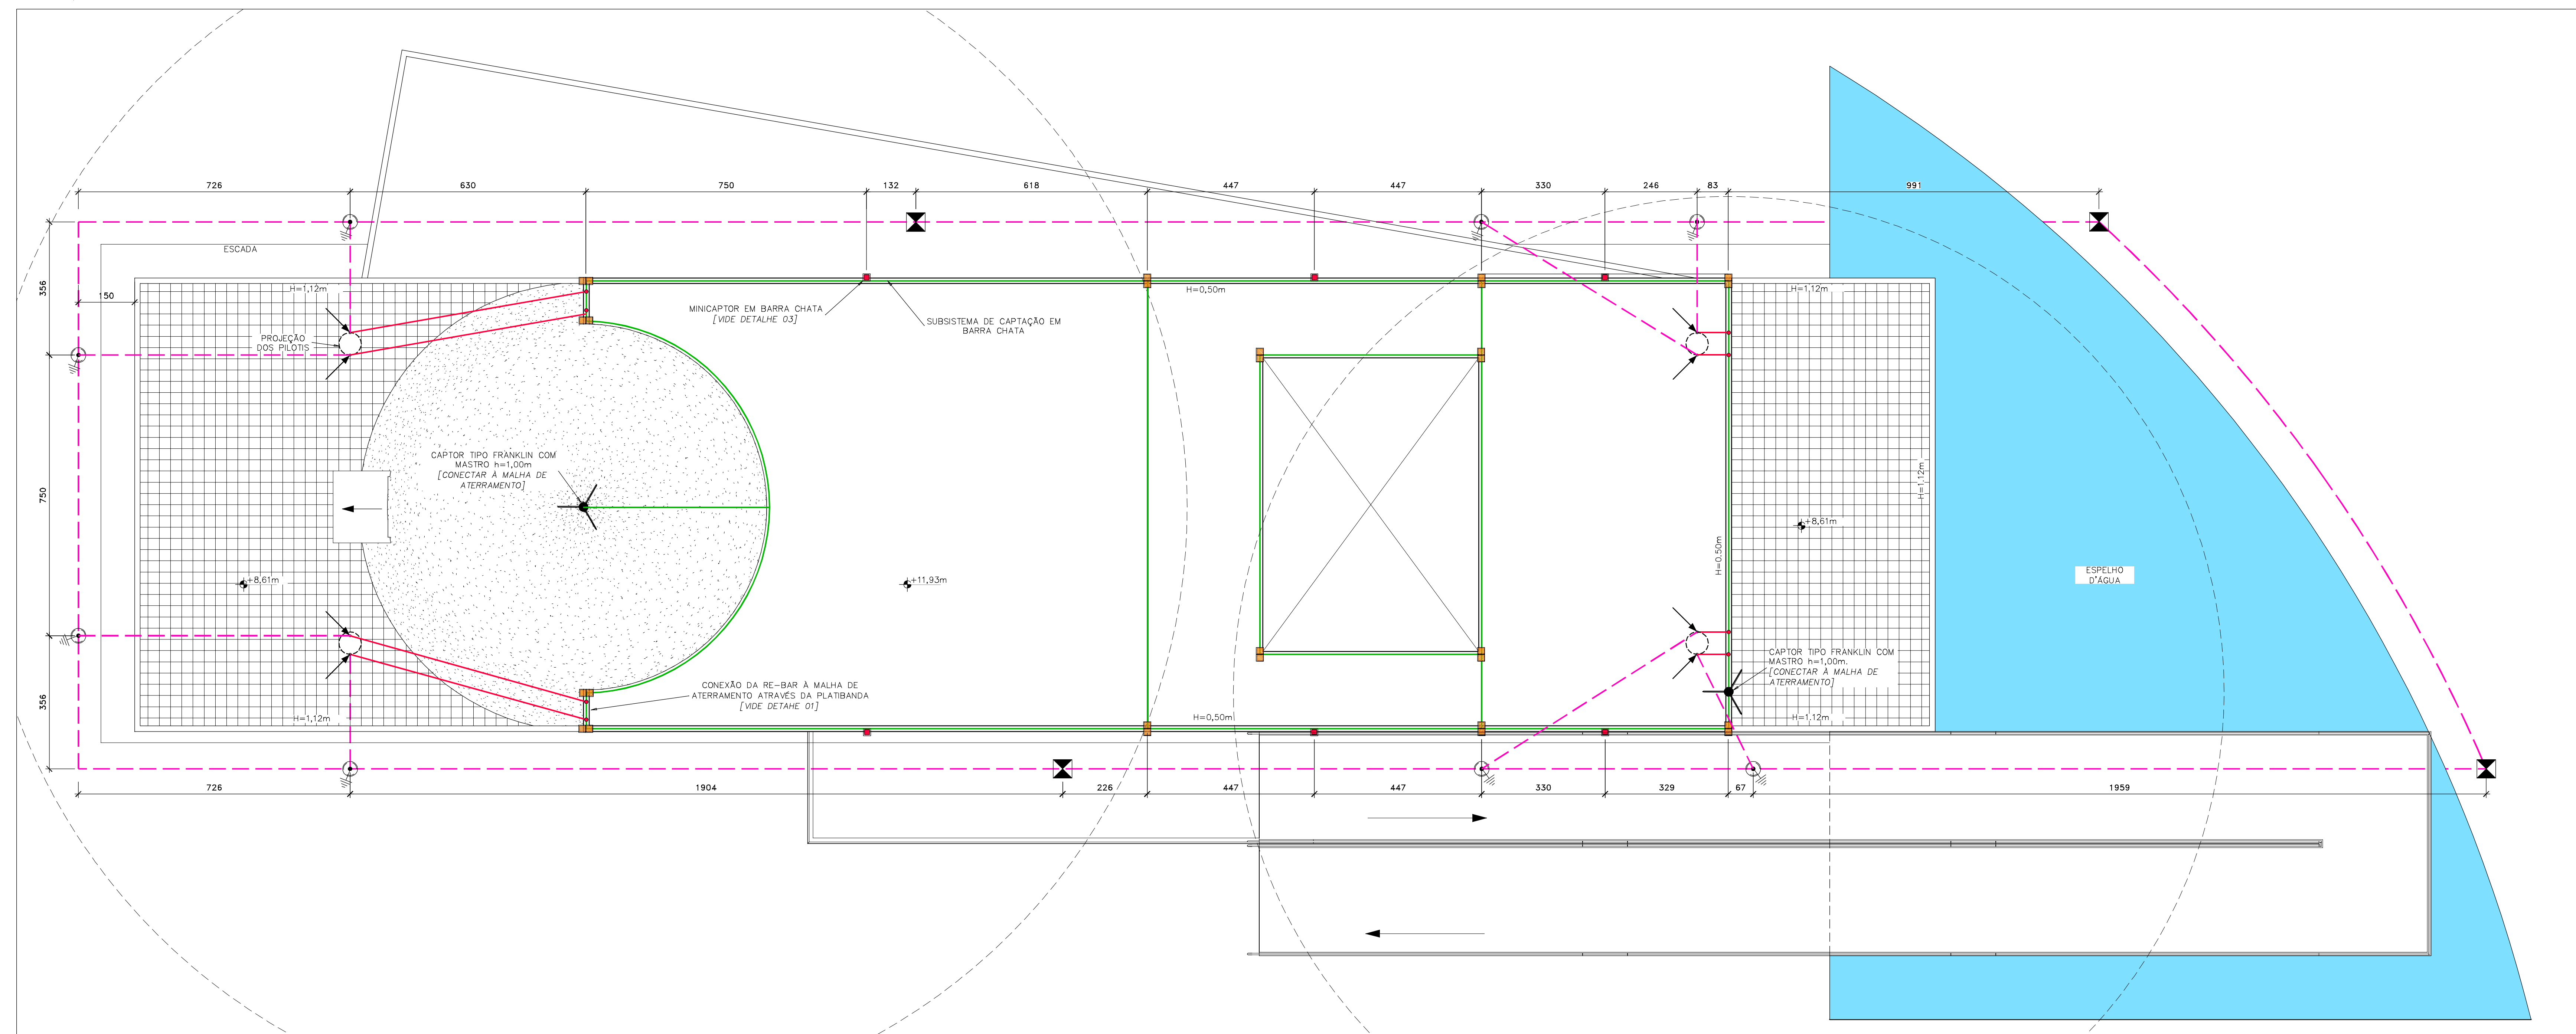 726
630
750
132
618
447
447
330
246
83
991
ESCADA
356
150
H=1,12m
H=0,50m
H=1,12m
MINICAPTOR EM BARRA CHATA
[VIDE DETALHE 03]
SUBSISTEMA DE CAPTAÇÃO EM
BARRA CHATA
PROJEÇÃO
DOS PILOTIS
CAPTOR TIPO FRANKLIN COM
MASTRO h=1,00m
[CONECTAR À MALHA DE
ATERRAMENTO]
750
H=1,12m
+8,61m
H=0.50m
ESPELHO
D'ÁGUA
+8,61m
+11,93m
CAPTOR TIPO FRANKLIN COM
MASTRO h=1,00m.
[CONECTAR À MALHA DE
ATERRAMENTO]
CONEXÃO DA RE-BAR À MALHA DE
ATERRAMENTO ATRAVÉS DA PLATIBANDA
[VIDE DETAHE 01]
356
H=1,12m
H=0,50m
H=1,12m
726
1904
226
447
447
330
329
67
1959